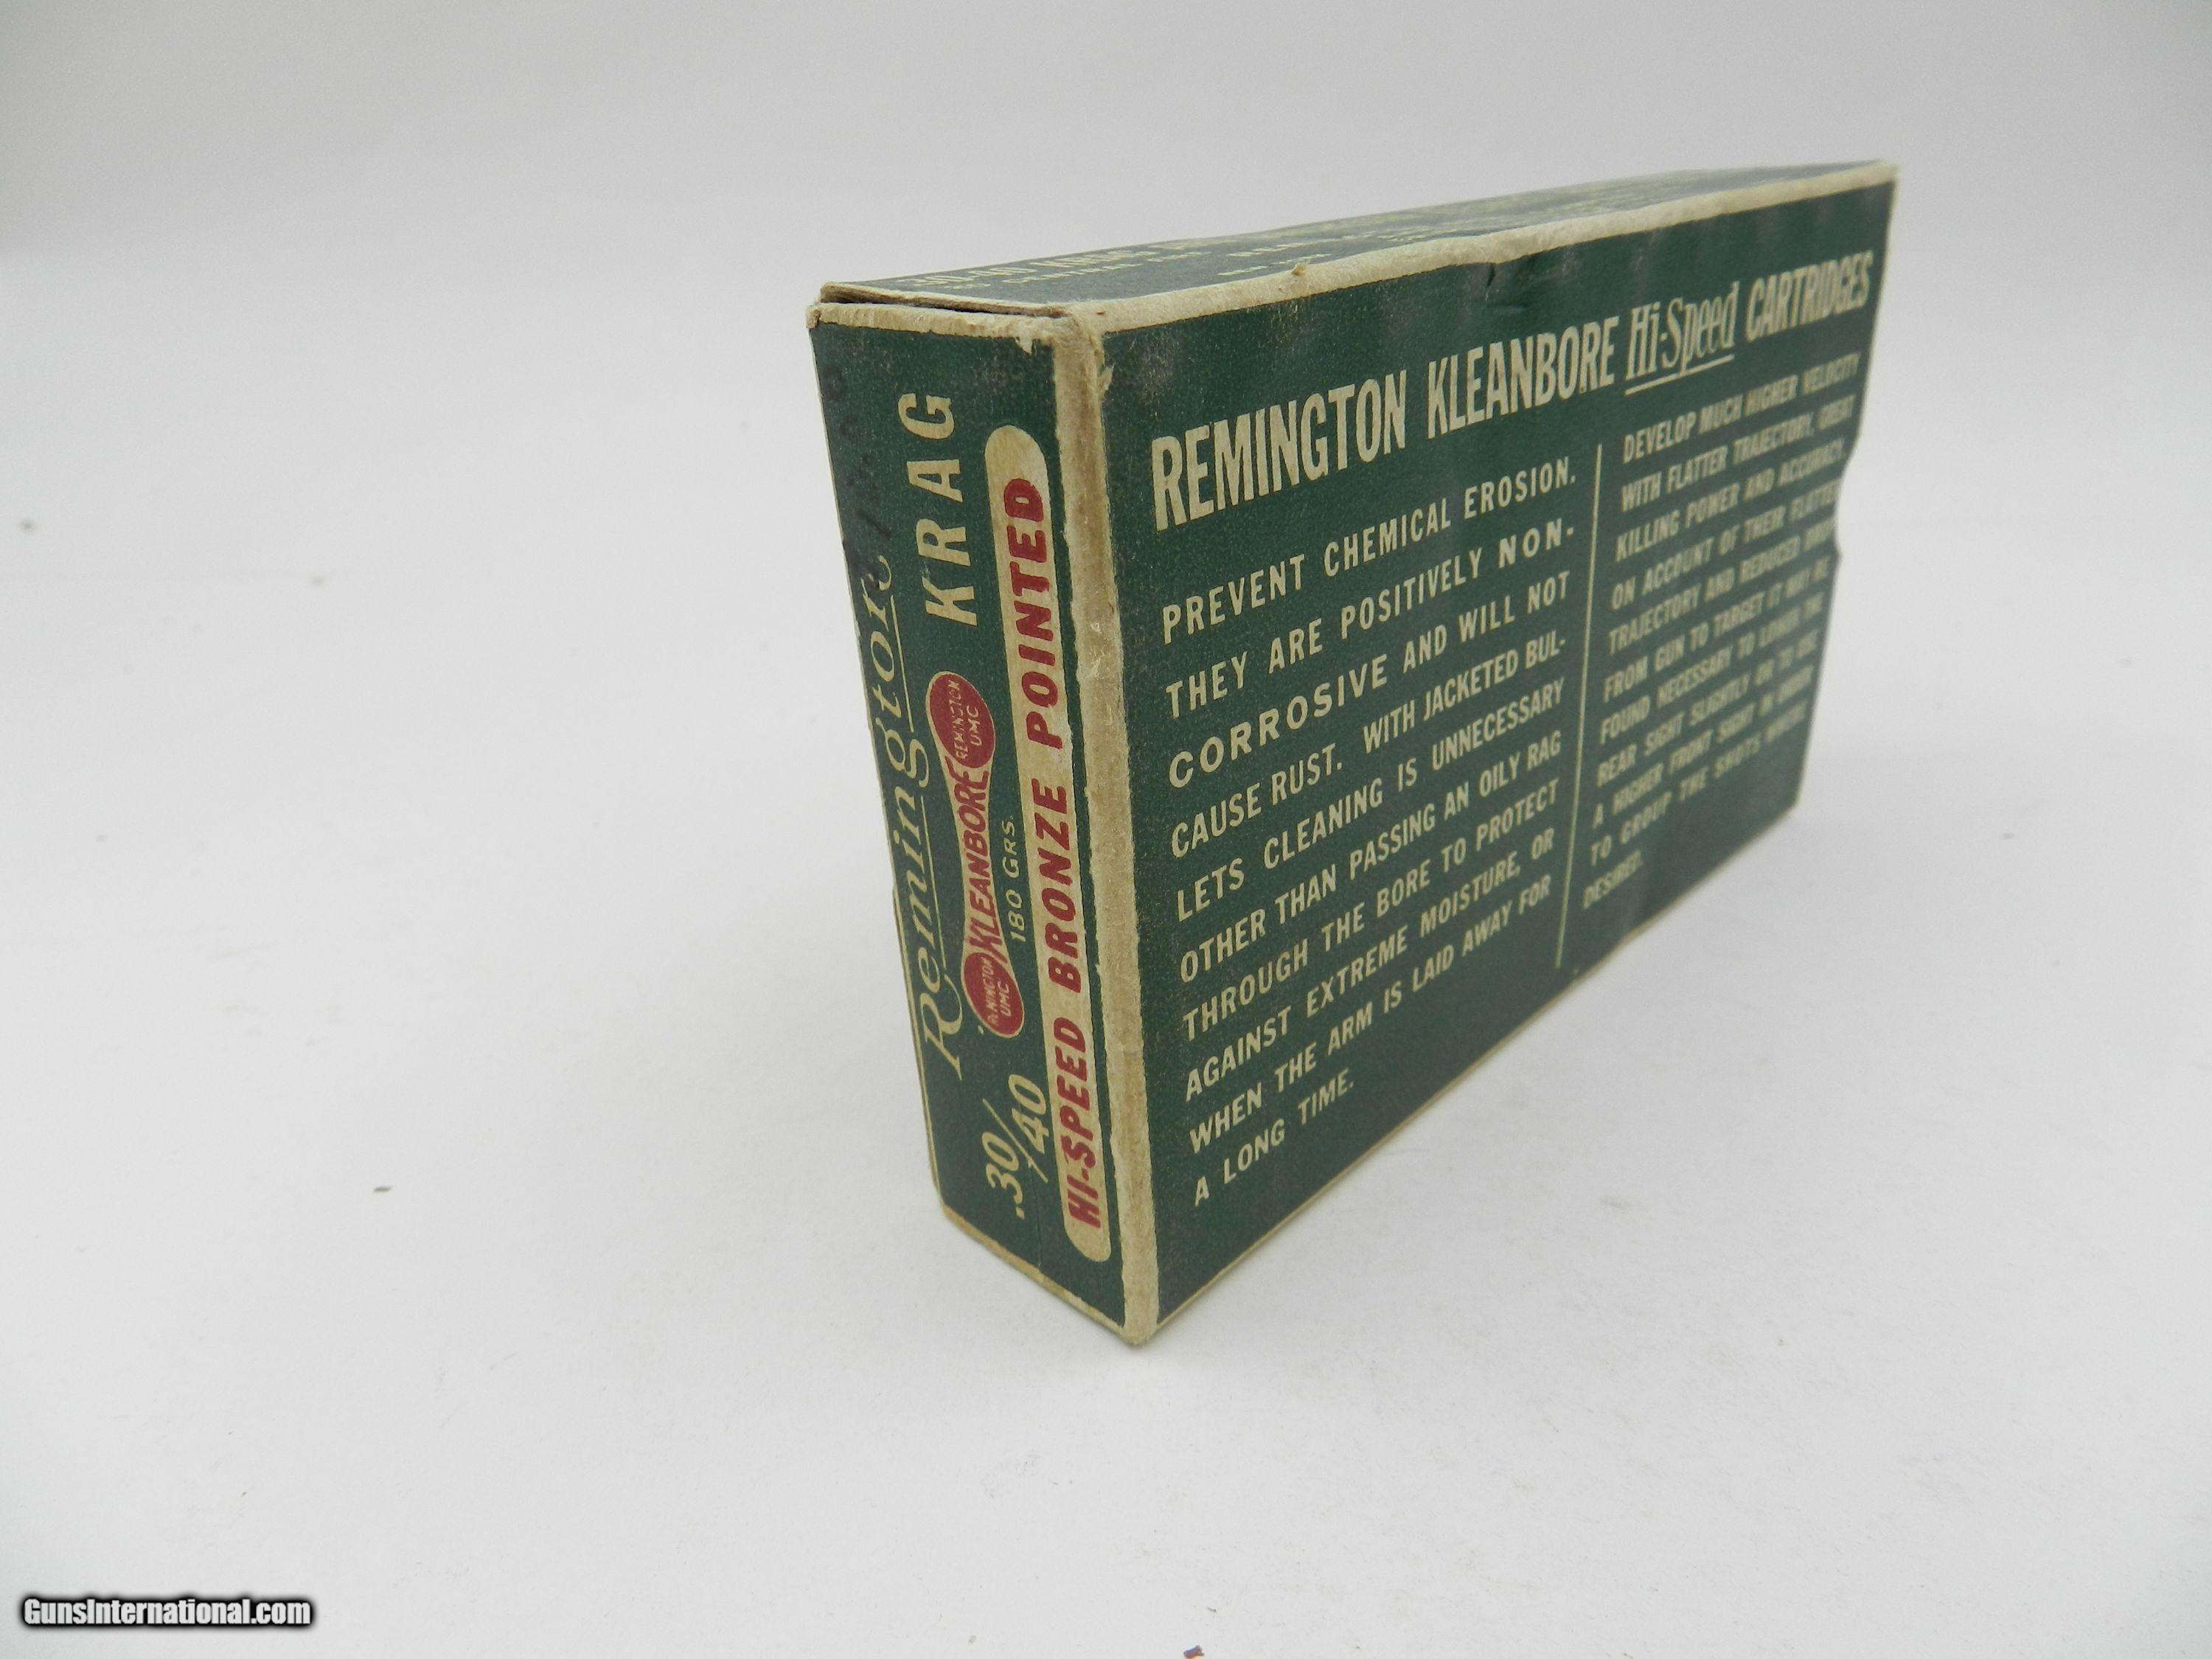 Remington
.30/40
REMINGTON
UMC
KLEANBORE
REMINGTON
UMC
KRAG
180 GRS.
HI-SPEED BRONZE POINTED
REMINGTON KLEANBORE Hi-Speed CARTRIDGES
PREVENT CHEMICAL EROSION.
THEY ARE POSITIVELY NON-
CORROSIVE AND WILL NOT
CAUSE RUST. WITH JACKETED BUL-
LETS CLEANING IS UNNECESSARY
OTHER THAN PASSING AN OILY RAG
THROUGH THE BORE TO PROTECT
AGAINST EXTREME MOISTURE, OR
WHEN THE ARM IS LAID AWAY FOR
A LONG TIME.
DEVELOP MUCH HIGHER VELOCITY
WITH FLATTER TRAJECTORY, GREAT
KILLING POWER AND ACCURACY.
ON ACCOUNT OF THEIR FLATTER
TRAJECTORY AND REDUCED DROP
FROM GUN TO TARGET IT MAY BE
FOUND NECESSARY TO LOWER THE
REAR SIGHT SLIGHTLY OR TO USE
A HIGHER FRONT SIGHT IN ORDER
TO GROUP THE SHOTS WHERE
DESIRED.
GunsInternational.com